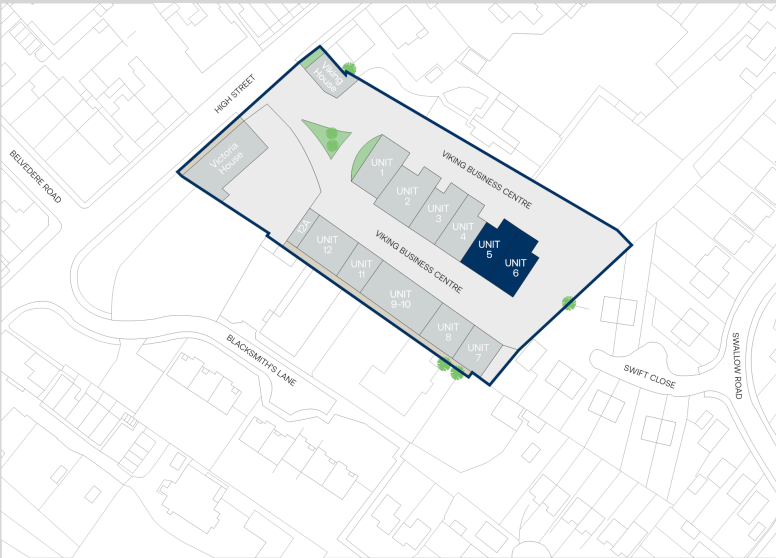 Viking
House
HIGH STREET
BELVEDERE ROAD
Victoria
House
VIKING BUSINESS CENTRE
UNIT
1
UNIT
2
UNIT
3
UNIT
4
UNIT
5
UNIT
6
12A
UNIT
12
UNIT
11
UNIT
9-10
UNIT
8
UNIT
7
VIKING BUSINESS CENTRE
BLACKSMITH'S LANE
SWIFT CLOSE
SWALLOW ROAD